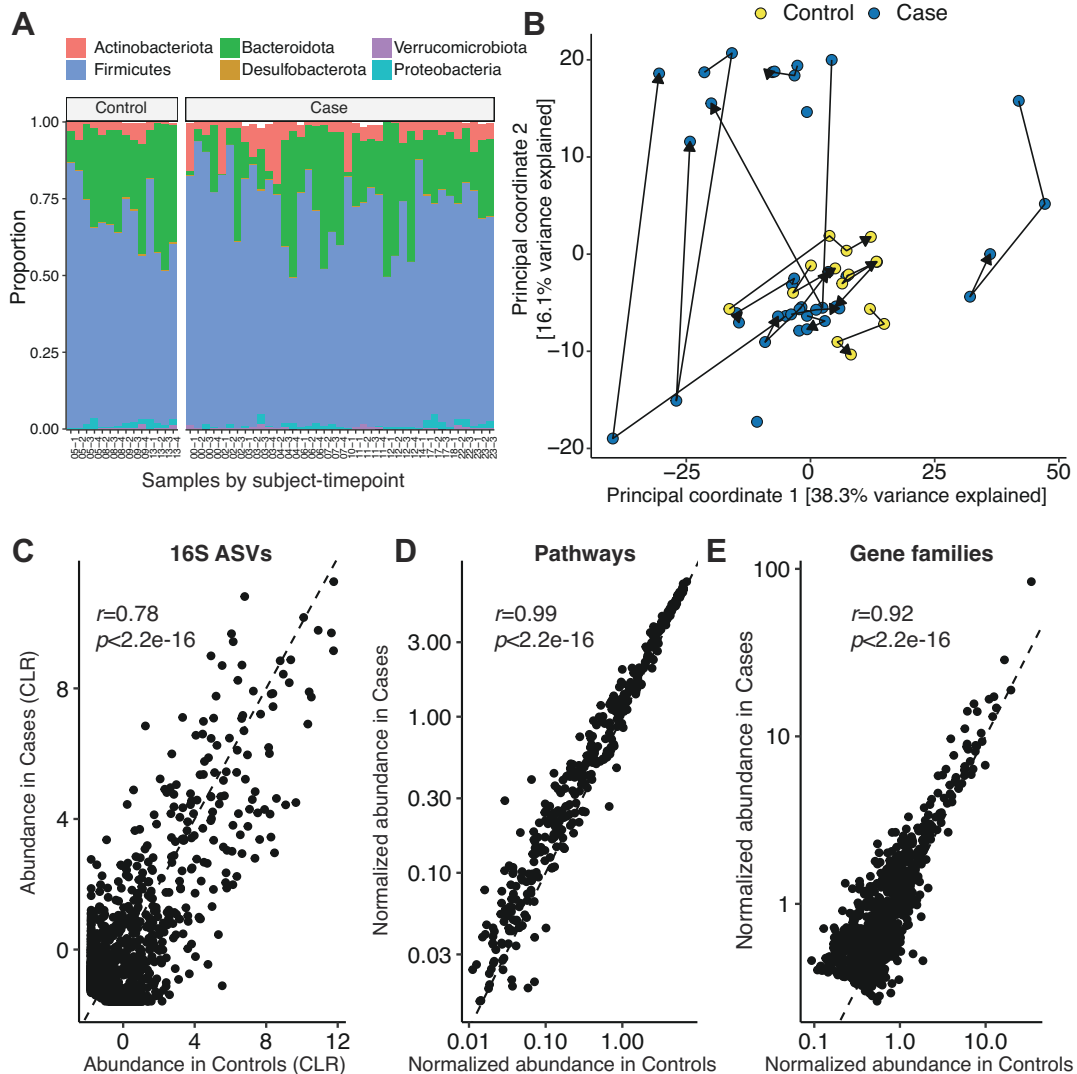 A
Actinobacteriota Bacteroidota Verrucomicrobiota
Firmicutes Desulfobacterota Proteobacteria
Control Case
1.00
0.75
0.50
0.25
0.00
Proportion
Samples by subject-timepoint
B
Control Case
20
10
0
−10
−20
Principal coordinate 2
[16.1% variance explained]
−25 0 25 50
Principal coordinate 1 [38.3% variance explained]
C
16S ASVs
r=0.78
p<2.2e-16
8
4
0
Abundance in Cases (CLR)
0 4 8 12
Abundance in Controls (CLR)
D
Pathways
r=0.99
p<2.2e-16
3.00
1.00
0.30
0.10
0.03
Normalized abundance in Cases
0.01 0.10 1.00
Normalized abundance in Controls
E
Gene families
r=0.92
p<2.2e-16
100
10
1
Normalized abundance in Cases
0.1 1.0 10.0
Normalized abundance in Controls